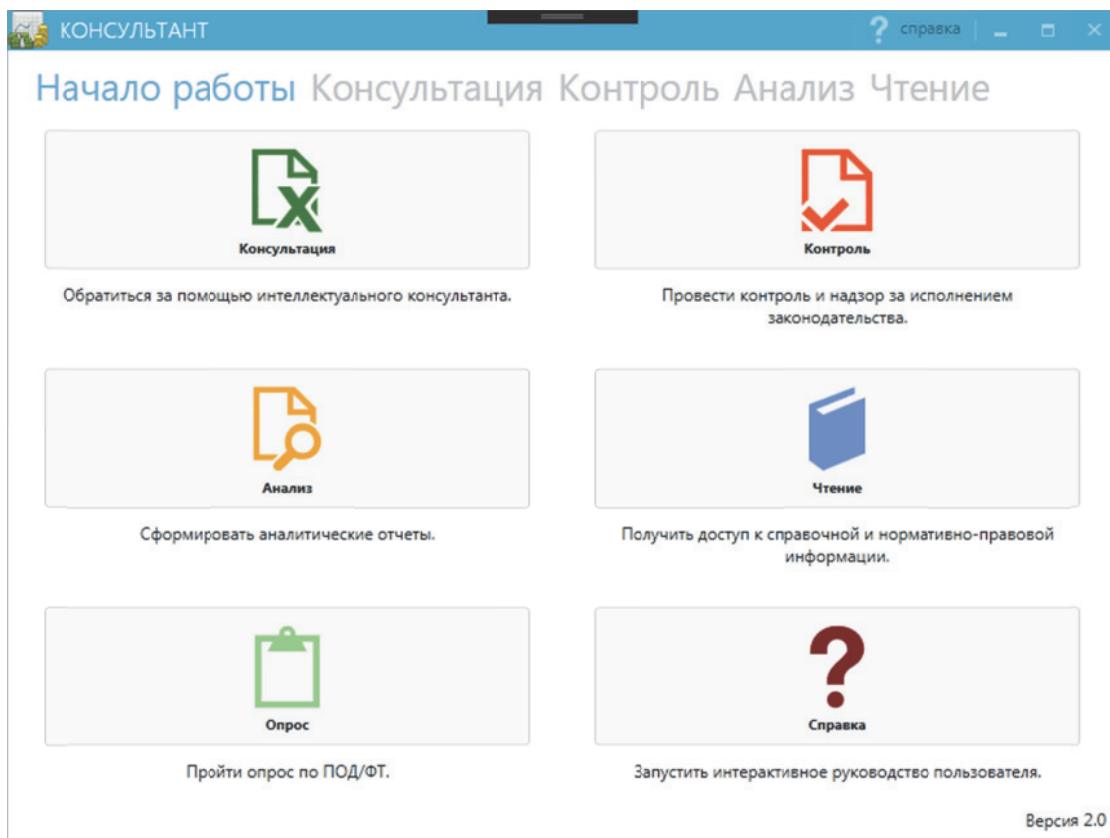 КОНСУЛЬТАНТ
? справка
Начало работы Консультация Контроль Анализ Чтение
Консультация
Обратиться за помощью интеллектуального консультанта.
Контроль
Провести контроль и надзор за исполнением
законодательства.
Анализ
Сформировать аналитические отчеты.
Чтение
Получить доступ к справочной и нормативно-правовой
информации.
Опрос
Пройти опрос по ПОД/ФТ.
?
Справка
Запустить интерактивное руководство пользователя.
Версия 2.0